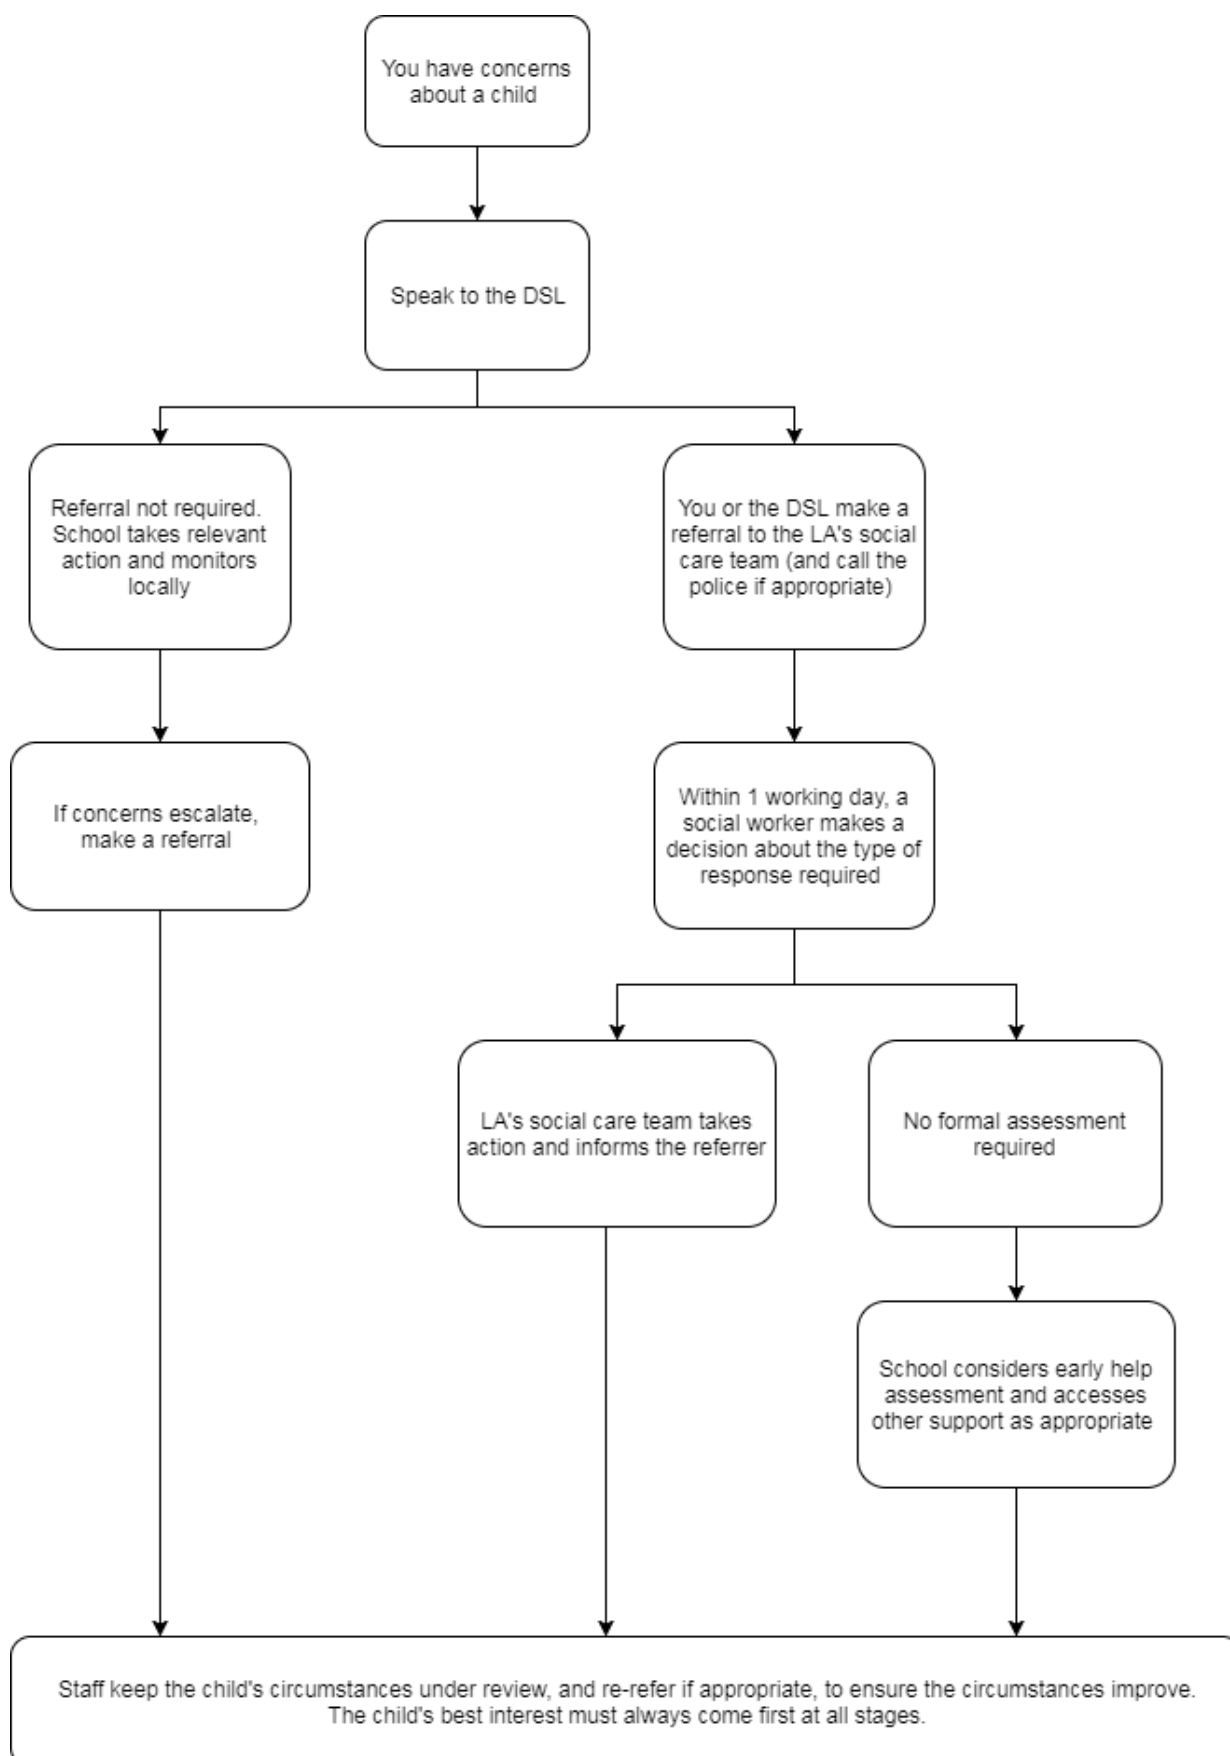 You have concerns
about a child
Speak to the DSL
Referral not required.
School takes relevant
action and monitors
locally
You or the DSL make a
referral to the LA's social
care team (and call the
police if appropriate)
If concerns escalate,
make a referral
Within 1 working day, a
social worker makes a
decision about the type of
response required
LA's social care team takes
action and informs the referrer
No formal assessment
required
School considers early help
assessment and accesses
other support as appropriate
Staff keep the child's circumstances under review, and re-refer if appropriate, to ensure the circumstances improve.
The child's best interest must always come first at all stages.